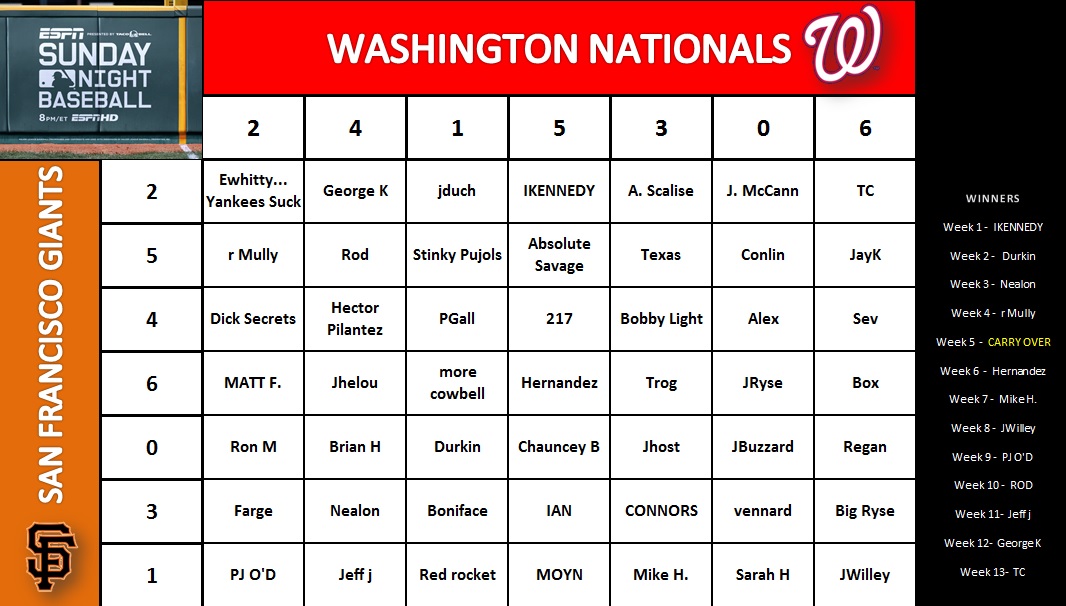 ESPN PRESENTED BY TACO BELL
SUNDAY
NIGHT
BASEBALL
8PM/ET ESPN HD
WASHINGTON NATIONALS W
2 4 1 5 3 0 6
SAN FRANCISCO GIANTS
SF
2 Ewhitty... George K jduch IKENNEDY A. Scalise J. McCann TC
Yankees Suck
5 r Mully Rod Stinky Pujols Absolute Texas Conlin JayK
Savage
4 Dick Secrets Hector PGall 217 Bobby Light Alex Sev
Pilantez
6 MATT F. Jhelou more Hernandez Trog JRyse Box
cowbell
0 Ron M Brian H Durkin Chauncey B Jhost JBuzzard Regan
3 Farge Nealon Boniface IAN CONNORS vennard Big Ryse
1 PJ O'D Jeff j Red rocket MOYN Mike H. Sarah H JWilley
WINNERS
Week 1 - IKENNEDY
Week 2 - Durkin
Week 3 - Nealon
Week 4 - r Mully
Week 5 - CARRY OVER
Week 6 - Hernandez
Week 7 - Mike H.
Week 8 - JWilley
Week 9 - PJ O'D
Week 10 - ROD
Week 11- Jeff j
Week 12- George K
Week 13- TC